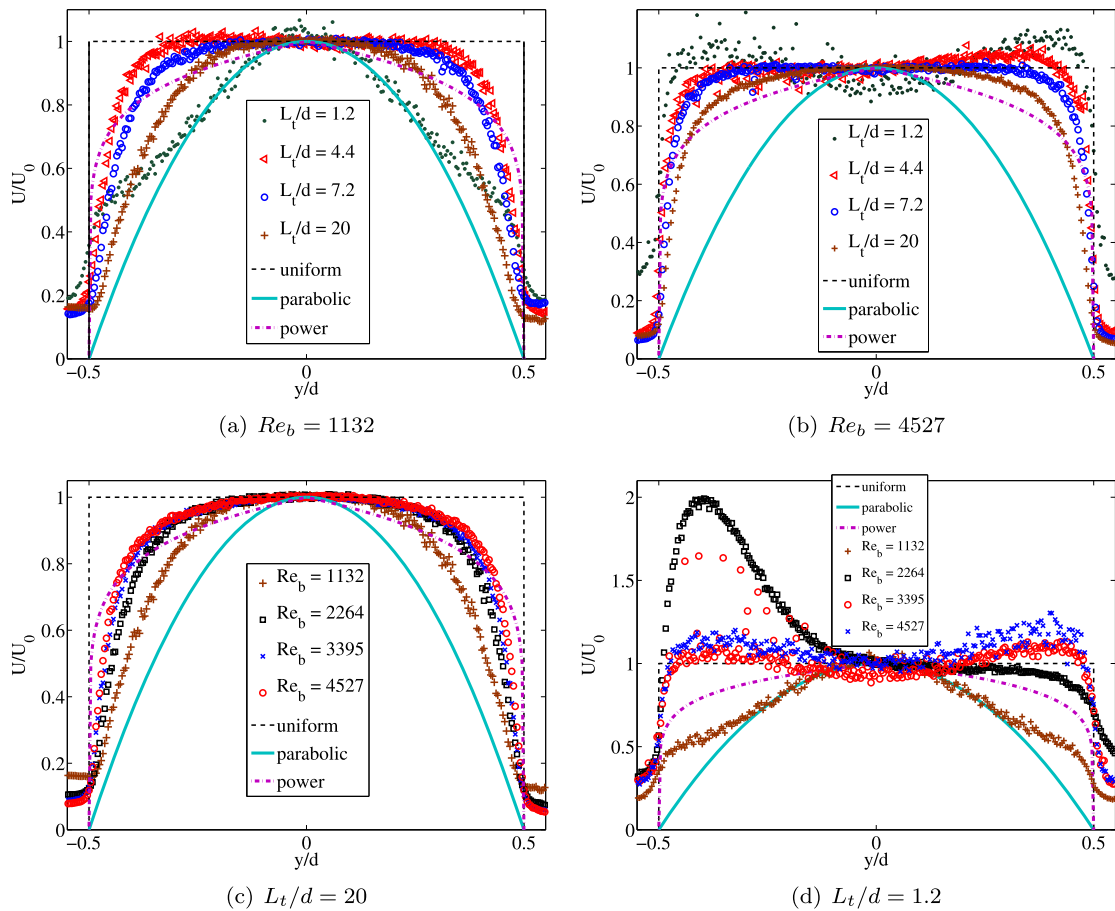 1
0.8
0.6
0.4
0.2
0
U/U0
−0.5
0
0.5
y/d
Lt/d = 1.2
Lt/d = 4.4
Lt/d = 7.2
Lt/d = 20
uniform
parabolic
power
(a) Reb = 1132
1
0.8
0.6
0.4
0.2
0
U/U0
−0.5
0
0.5
y/d
Lt/d = 1.2
Lt/d = 4.4
Lt/d = 7.2
Lt/d = 20
uniform
parabolic
power
(b) Reb = 4527
1
0.8
0.6
0.4
0.2
0
U/U0
−0.5
0
0.5
y/d
Reb = 1132
Reb = 2264
Reb = 3395
Reb = 4527
uniform
parabolic
power
(c) Lt/d = 20
2
1.5
1
0.5
0
U/U0
−0.5
0
0.5
y/d
uniform
parabolic
power
Reb = 1132
Reb = 2264
Reb = 3395
Reb = 4527
(d) Lt/d = 1.2